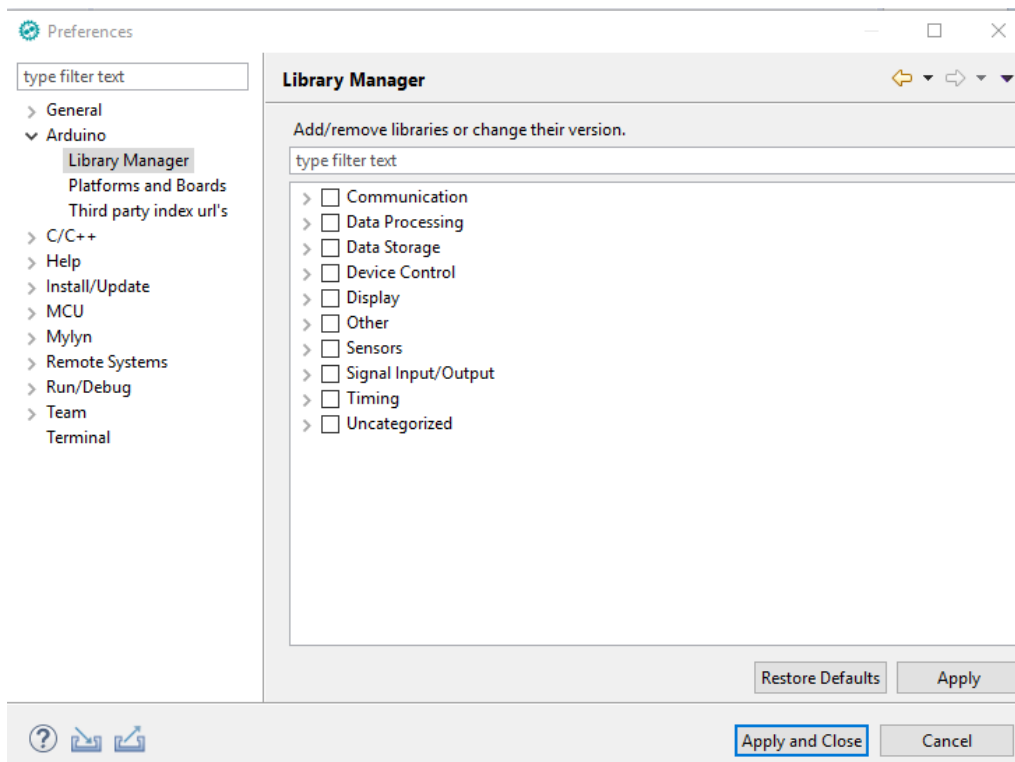 Preferences
type filter text
General
Arduino
Library Manager
Platforms and Boards
Third party index url's
C/C++
Help
Install/Update
MCU
Mylyn
Remote Systems
Run/Debug
Team
Terminal
Library Manager
Add/remove libraries or change their version.
type filter text
Communication
Data Processing
Data Storage
Device Control
Display
Other
Sensors
Signal Input/Output
Timing
Uncategorized
Restore Defaults Apply
Apply and Close Cancel